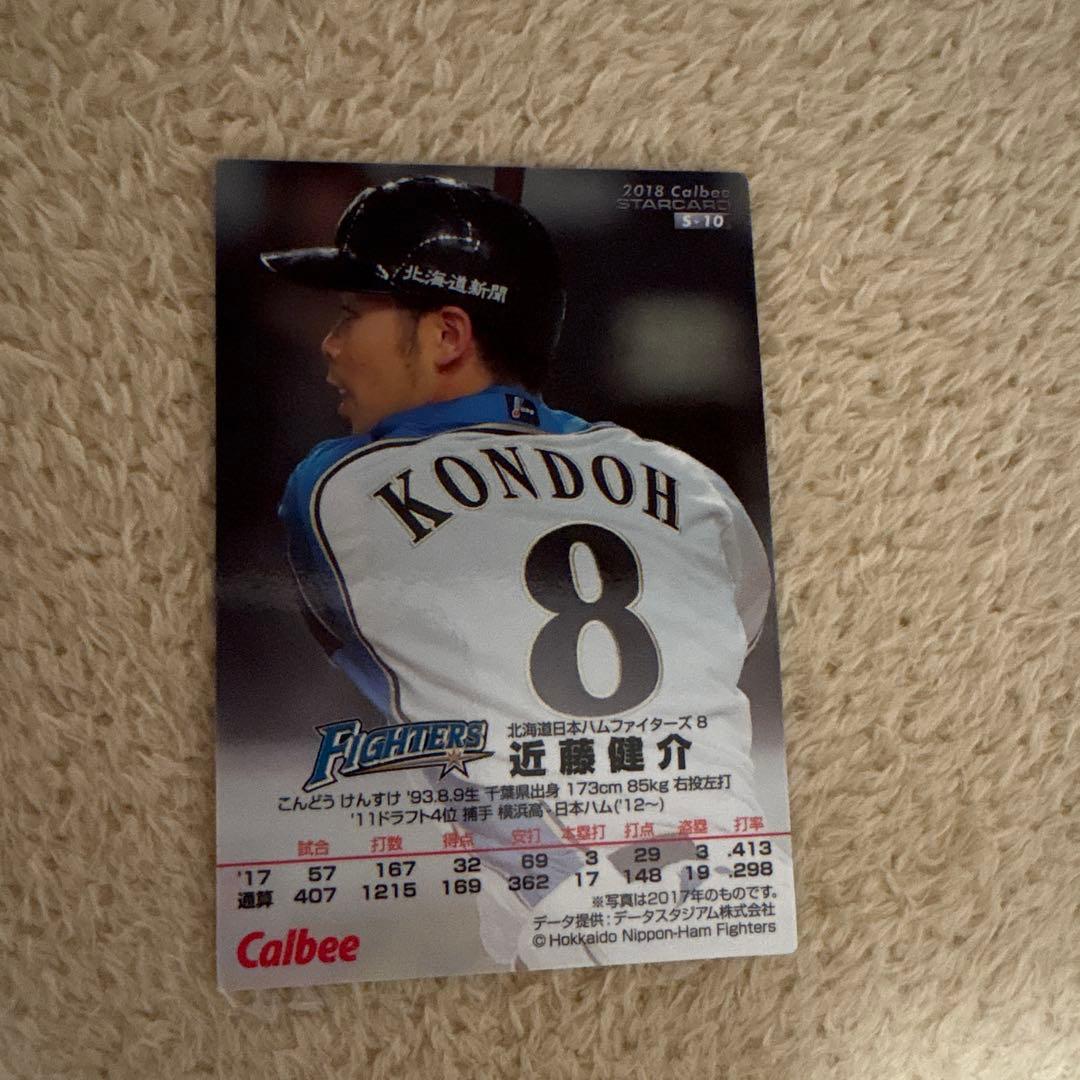 2018 Calbee
STARCARD
S-10
北海道新聞
KONDOH
8
FIGHTERS
北海道日本ハムファイターズ 8
近藤健介
こんどう けんすけ '93.8.9生 千葉県出身 173cm 85kg 右投左打
'11ドラフト4位 捕手 横浜高-日本ハム('12〜)
試合 打数 得点 安打 本塁打 打点 盗塁 打率
'17 57 167 32 69 3 29 3 .413
通算 407 1215 169 362 17 148 19 .298
※写真は2017年のものです。
データ提供:データスタジアム株式会社
©Hokkaido Nippon-Ham Fighters
Calbee